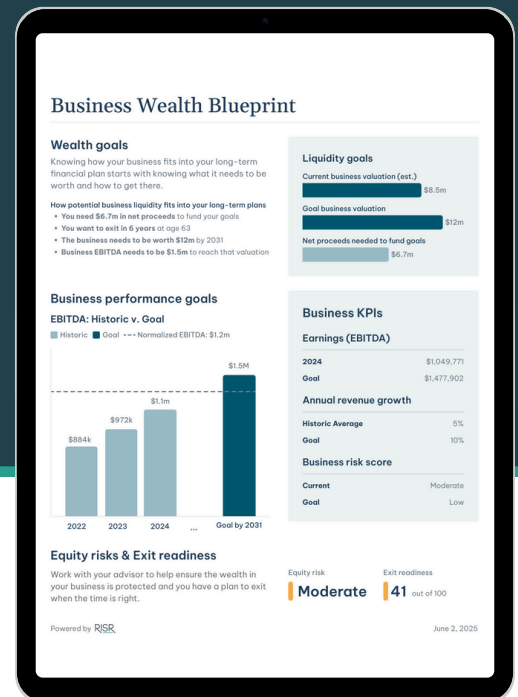 Business Wealth Blueprint
Wealth goals
Knowing how your business fits into your long-term
financial plan starts with knowing what it needs to be
worth and how to get there.
How potential business liquidity fits into your long-term plans
• You need $6.7m in net proceeds to fund your goals
• You want to exit in 6 years at age 63
• The business needs to be worth $12m by 2031
• Business EBITDA needs to be $1.5m to reach that valuation
Liquidity goals
Current business valuation (est.)
$8.5m
Goal business valuation
$12m
Net proceeds needed to fund goals
$6.7m
Business performance goals
EBITDA: Historic v. Goal
Historic Goal Normalized EBITDA: $1.2m
$884k
$972k
$1.1m
$1.5M
2022 2023 2024 ... Goal by 2031
Business KPIs
Earnings (EBITDA)
2024 $1,049,771
Goal $1,477,902
Annual revenue growth
Historic Average 5%
Goal 10%
Business risk score
Current Moderate
Goal Low
Equity risks & Exit readiness
Work with your advisor to help ensure the wealth in
your business is protected and you have a plan to exit
when the time is right.
Equity risk
Moderate
Exit readiness
41 out of 100
Powered by RISR
June 2, 2025